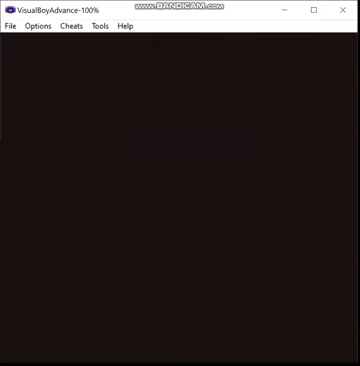 www.BANDICAM.com
VisualBoyAdvance-100%
File Options Cheats Tools Help